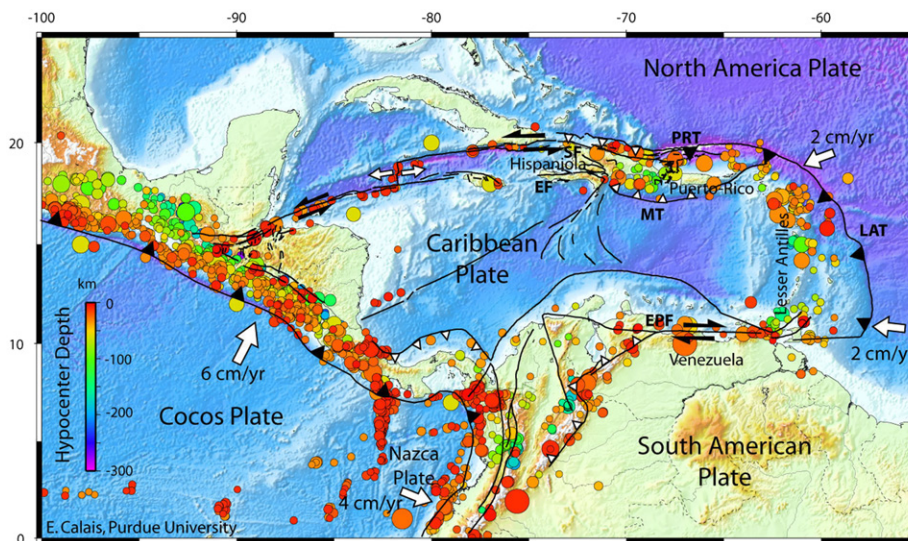 -100 -90 -80 -70 -60
North America Plate
20
PRT
2 cm/yr
SF
Hispaniola
EF
Puerto-Rico
MT
LAT
Lesser Antilles
Caribbean
Plate
km
0
-100
-200
-300
Hypocenter Depth
10
EPF
Venezuela
2 cm/y
6 cm/yr
Cocos Plate
Nazca
Plate
4 cm/yr
South American
Plate
0
E. Calais, Purdue University